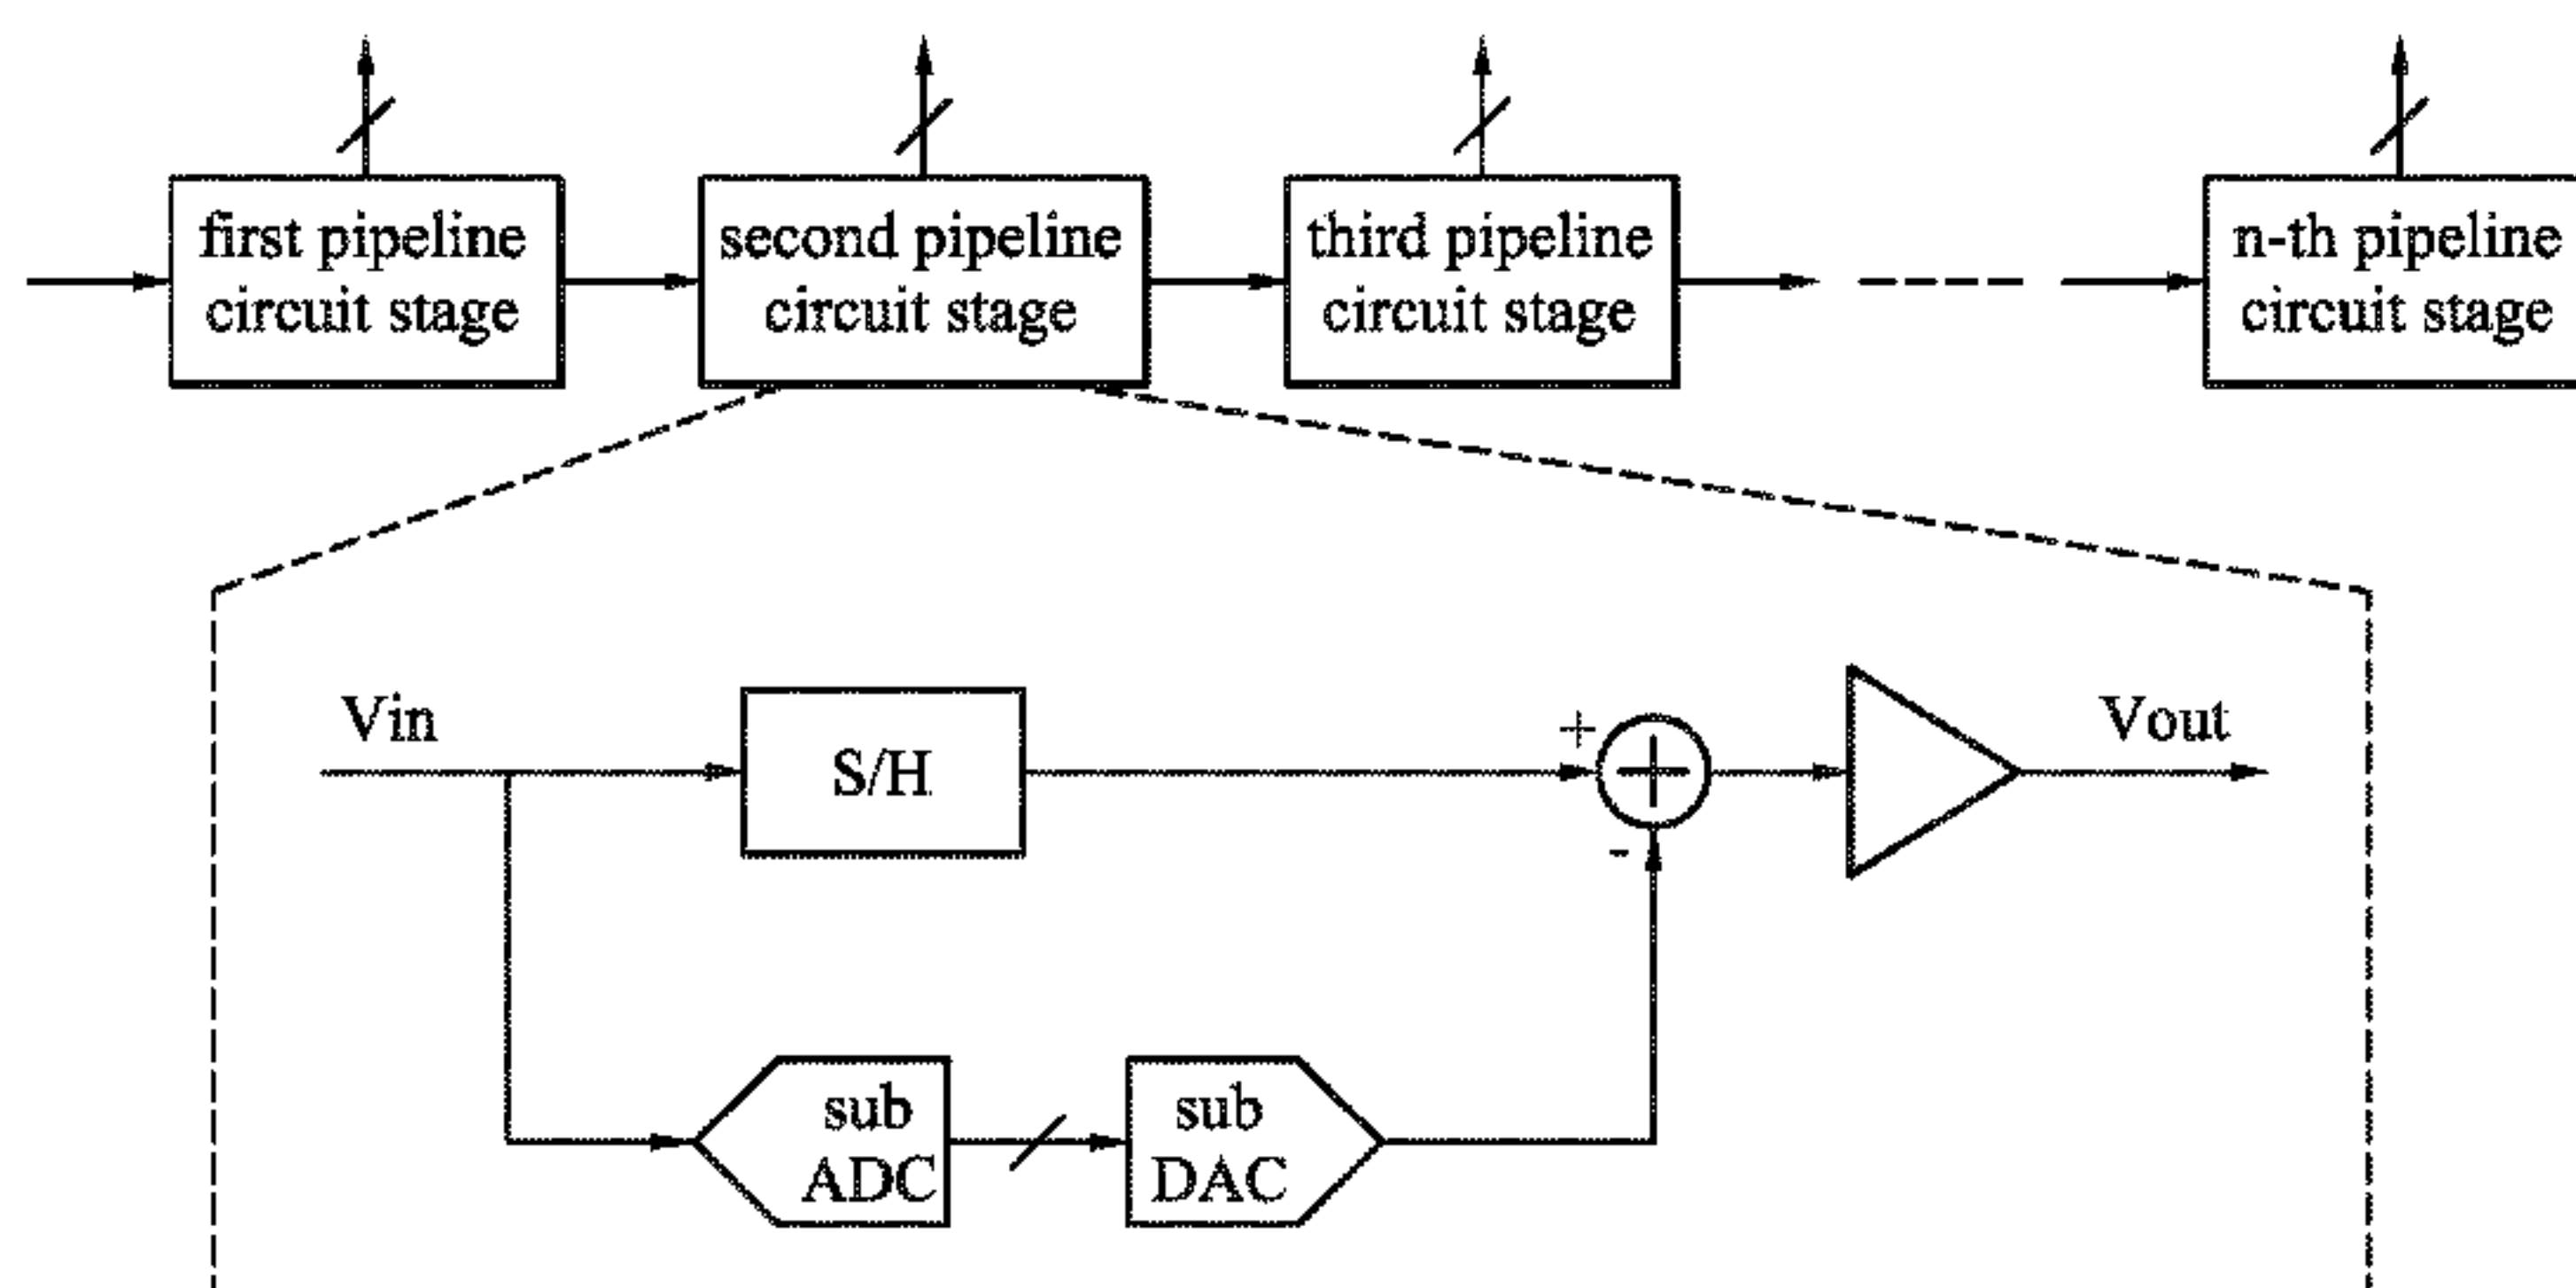 first pipeline
circuit stage
second pipeline
circuit stage
third pipeline
circuit stage
n-th pipeline
circuit stage
Vin
S/H
+
-
Vout
sub
ADC
sub
DAC